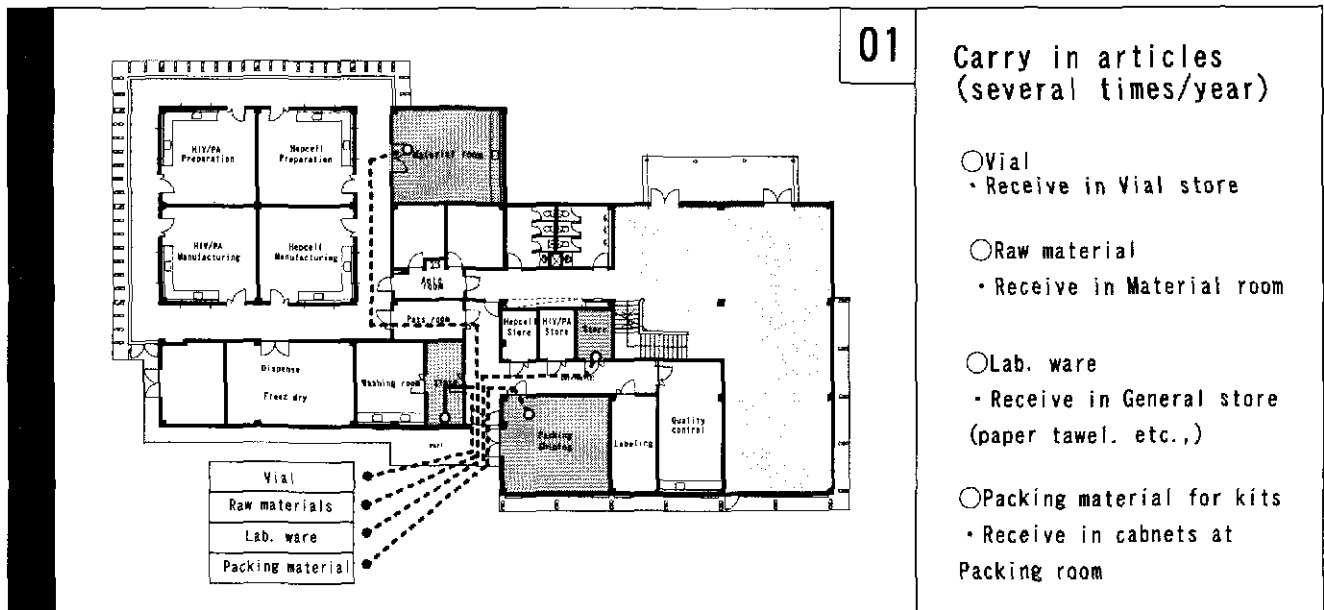 01
Carry in articles
(several times/year)
○Vial
・Receive in Vial store
○Raw material
・Receive in Material room
○Lab. ware
・Receive in General store
(paper tawel. etc.,)
○Packing material for kits
・Receive in cabnets at
Packing room
HIV/PA
Preparation
Hepcell
Preparation
Material room
HIV/PA
Manufacturing
Hepcell
Manufacturing
room
Pass room
Hepcell
Store
HIV/PA
Store
Store
Dispense
Freez dry
Washing room
Store
Packing
Labeling
Quality
control
Vial
Raw materials
Lab. ware
Packing material